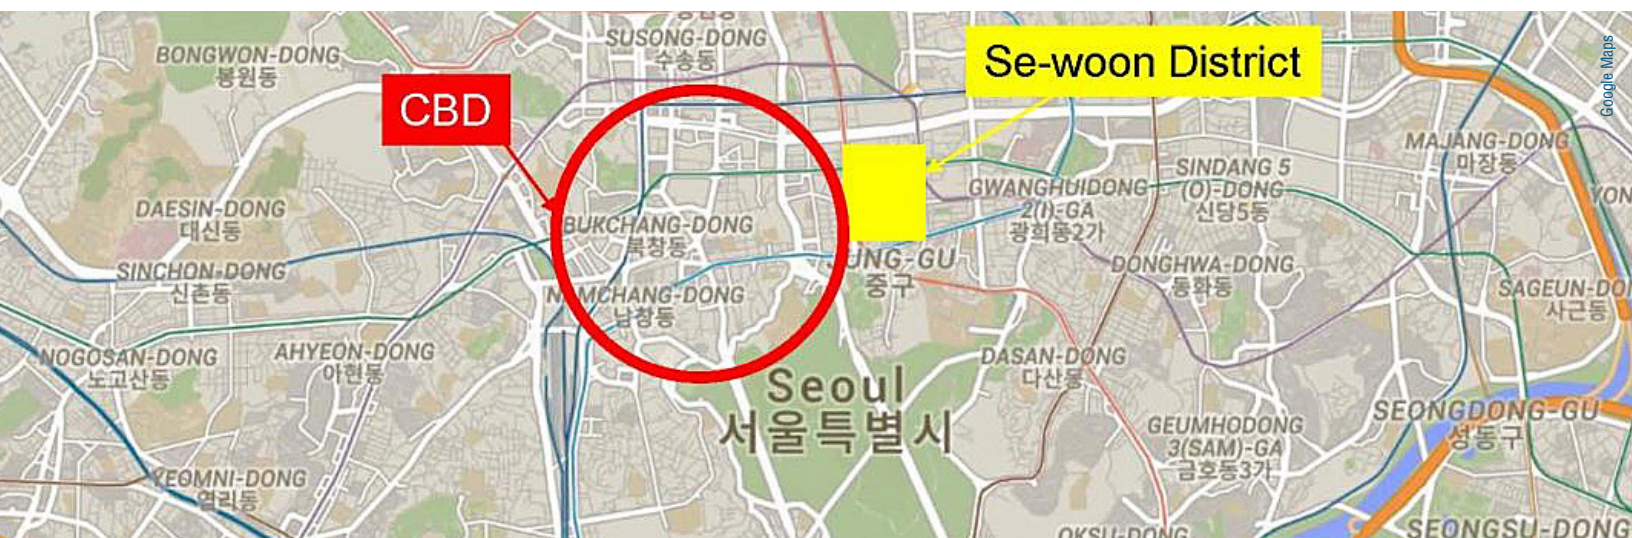 SUSONG-DONG
수송동
BONGWON-DONG
봉원동
Se-woon District
Google Maps
CBD
MAJANG-DONG
마장동
SINDANG 5
(O)-DONG
신당5동
GWANGHUIDONG
2(I)-GA
광희동2가
YON
DAESIN-DONG
대신동
BUKCHANG-DONG
북창동
JUNG-GU
중구
DONGHWA-DONG
동화동
SINCHON-DONG
신촌동
NAMCHANG-DONG
남창동
SAGEUN-DO
사근동
NOGOSAN-DONG
노고산동
AHYEON-DONG
아현동
DASAN-DONG
다산동
Seoul
서울특별시
SEONGDONG-GU
성동구
GEUMHODONG
3(SAM)-GA
금호동3가
YEOMNI-DONG
염리동
OKSU-DONG
SEONGSU-DONG